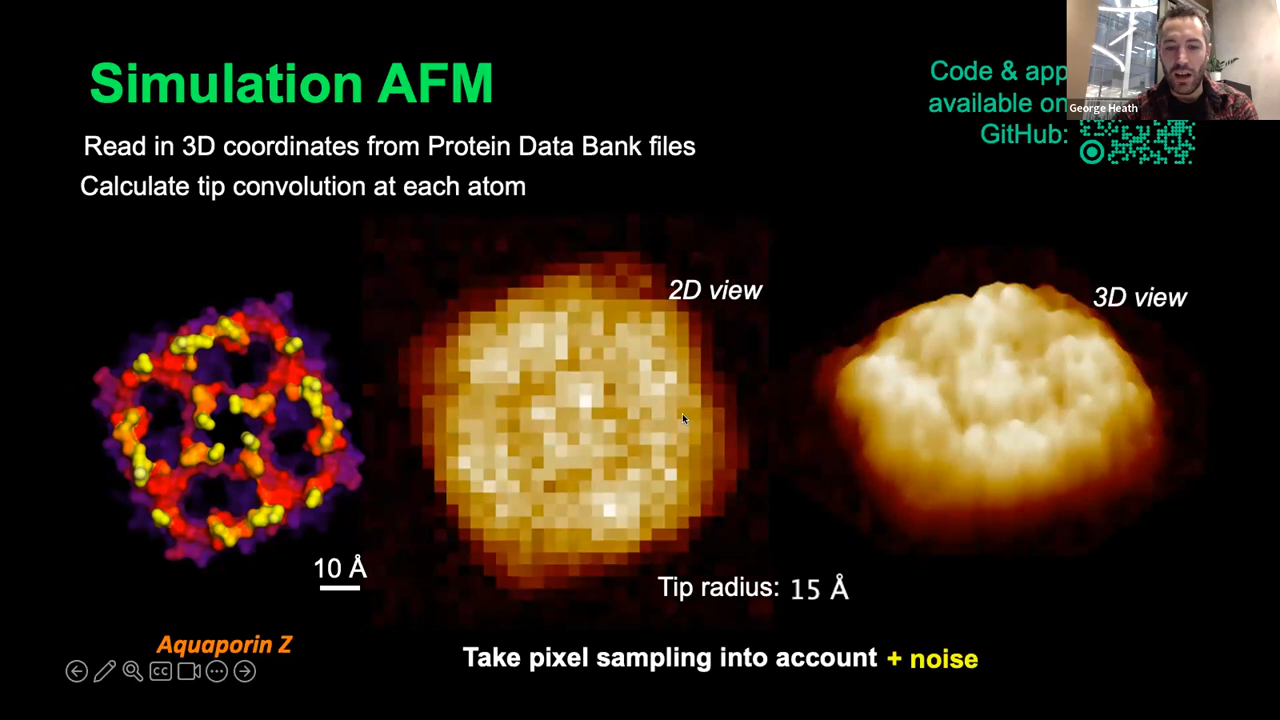 Simulation AFM
Read in 3D coordinates from Protein Data Bank files
Calculate tip convolution at each atom
Code & app
available on
GitHub:
George Heath
2D view
3D view
10 Å
Tip radius: 15 Å
Aquaporin Z
CC
Take pixel sampling into account + noise